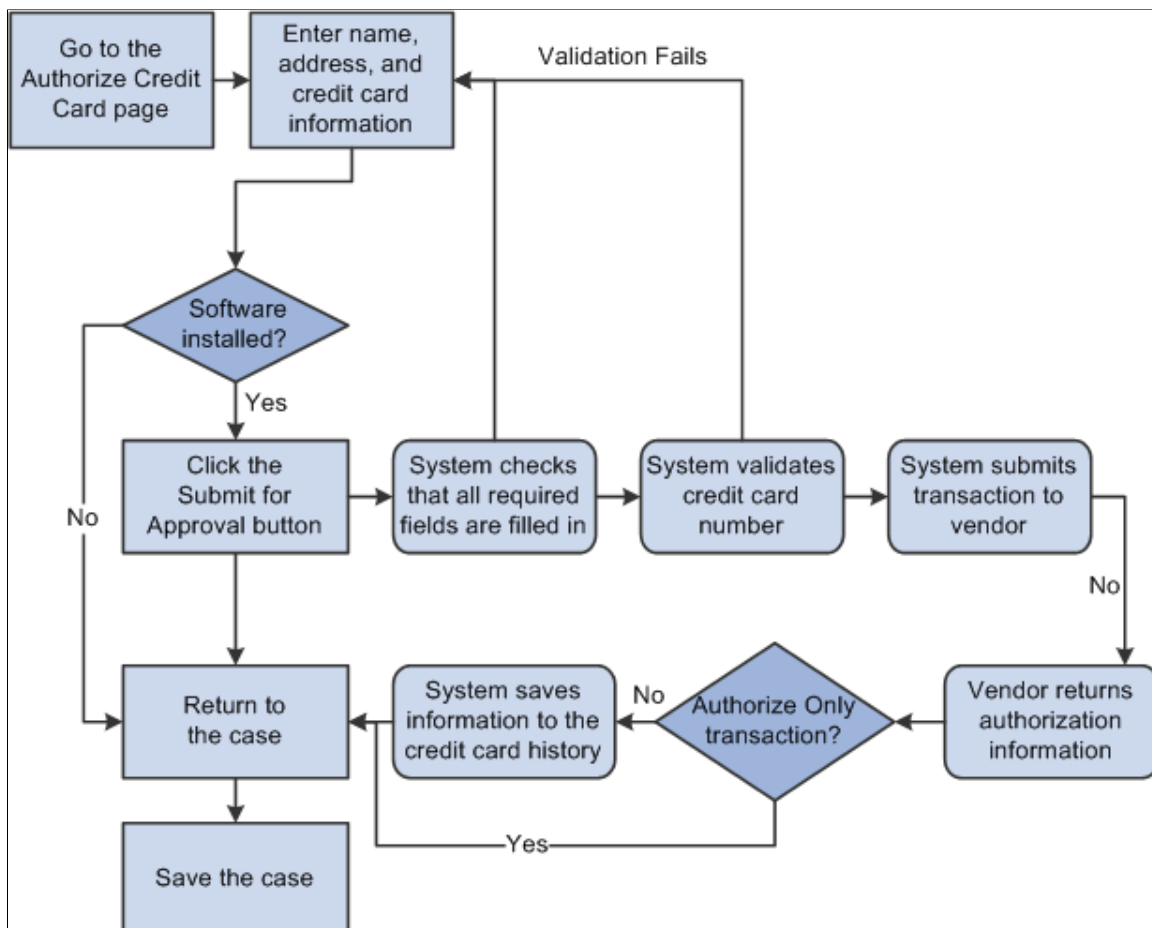 Go to the
Authorize Credit
Card page
Enter name,
address, and
credit card
information
Validation Fails
Software
installed?
Yes
No
Click the
Submit for
Approval button
System checks
that all required
fields are filled in
System validates
credit card
number
System submits
transaction to
vendor
No
Return to
the case
System saves
information to the
credit card history
No
Authorize Only
transaction?
Vendor returns
authorization
information
Yes
Save the case